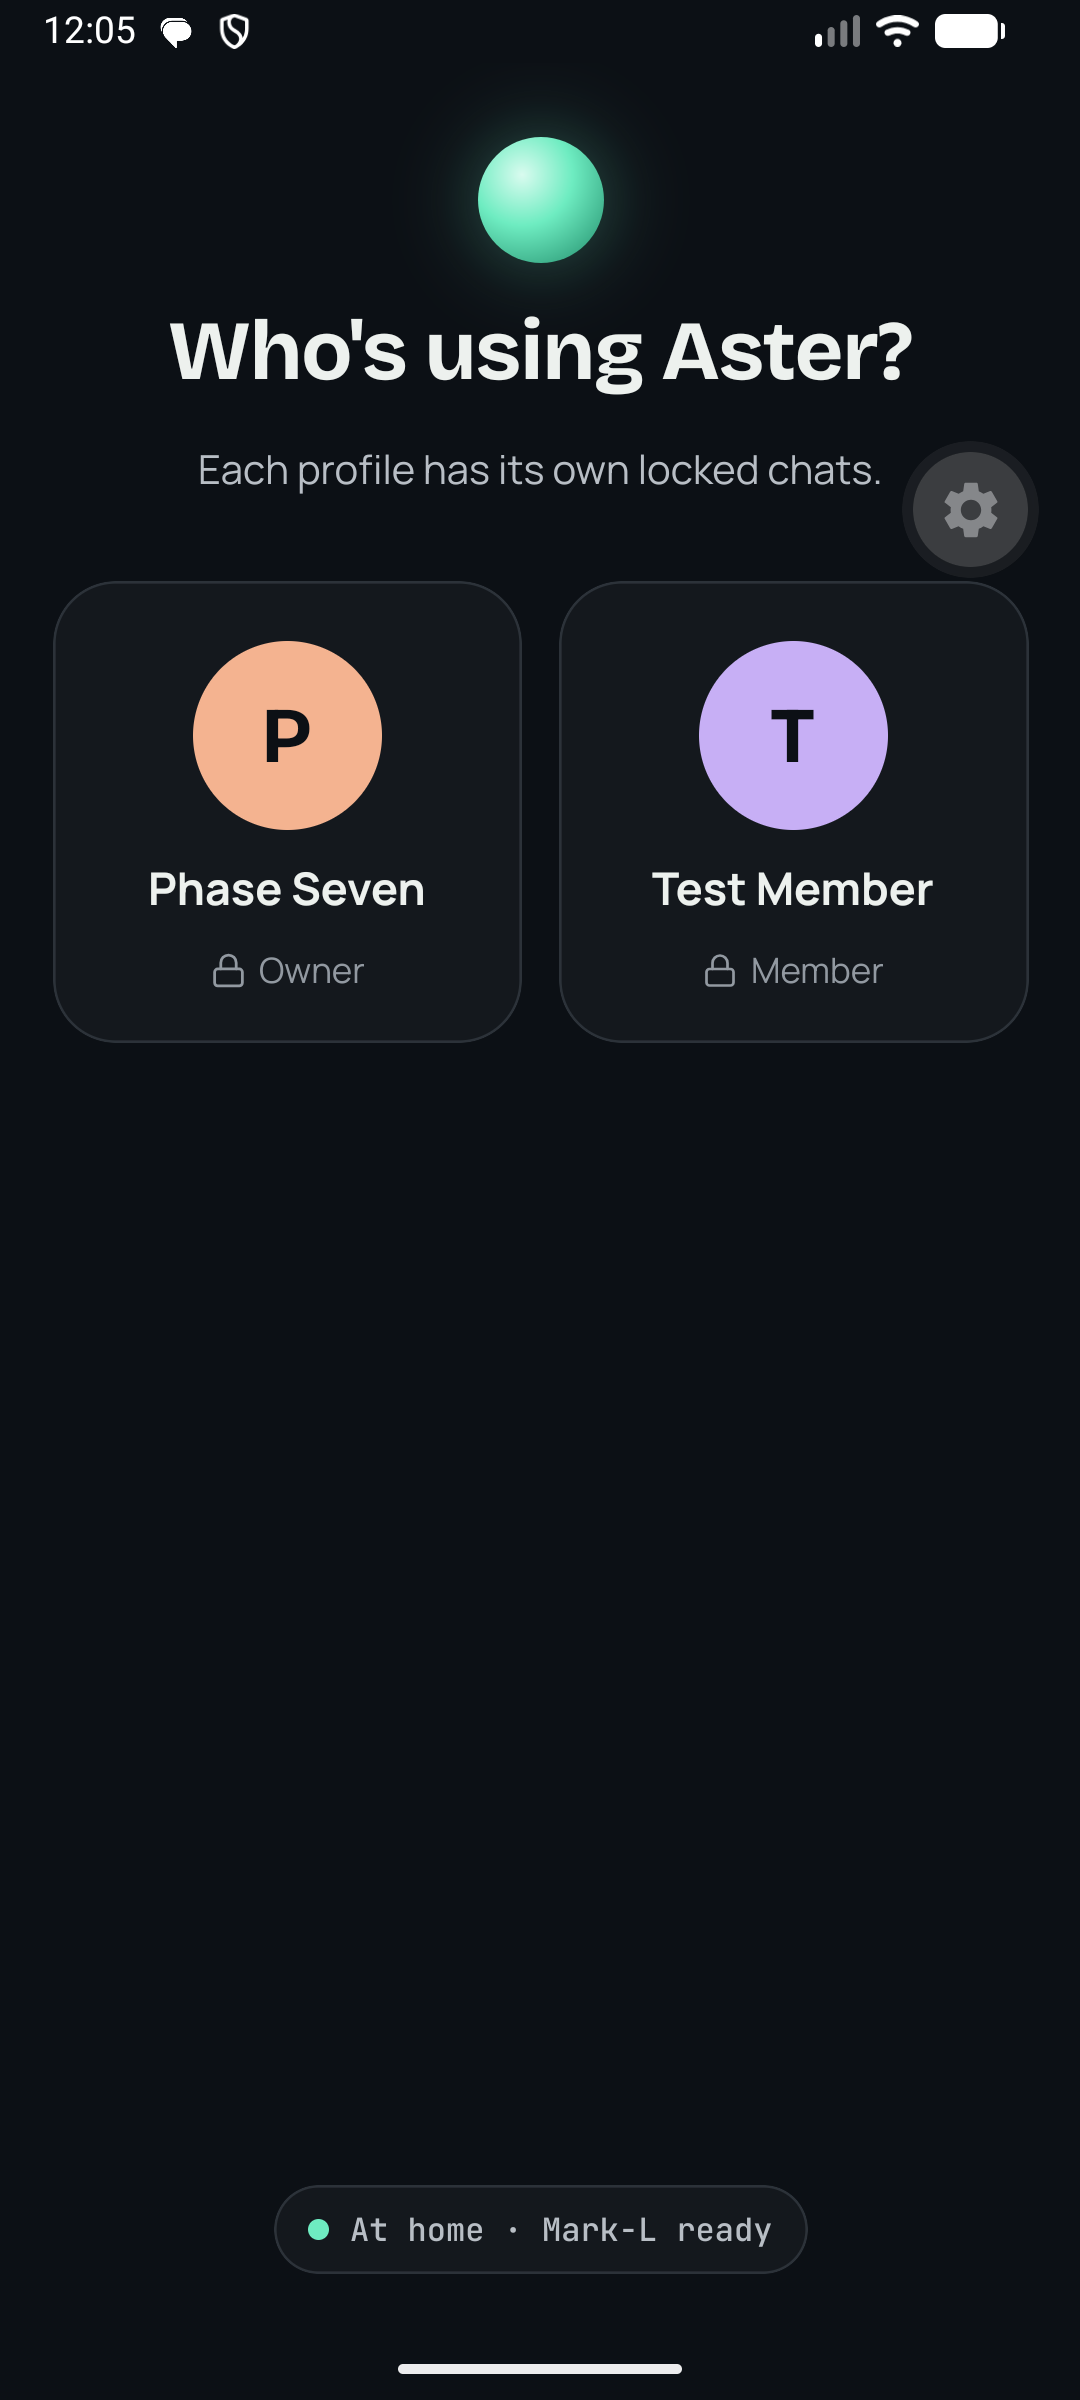 12:05
Who's using Aster?
Each profile has its own locked chats.
P
T
Phase Seven
Test Member
Owner
Member
At home · Mark-L ready